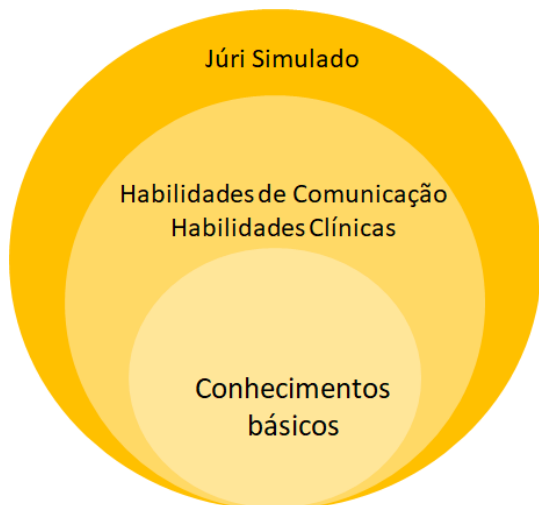 Júri Simulado
Habilidades de Comunicação
Habilidades Clínicas
Conhecimentos
básicos